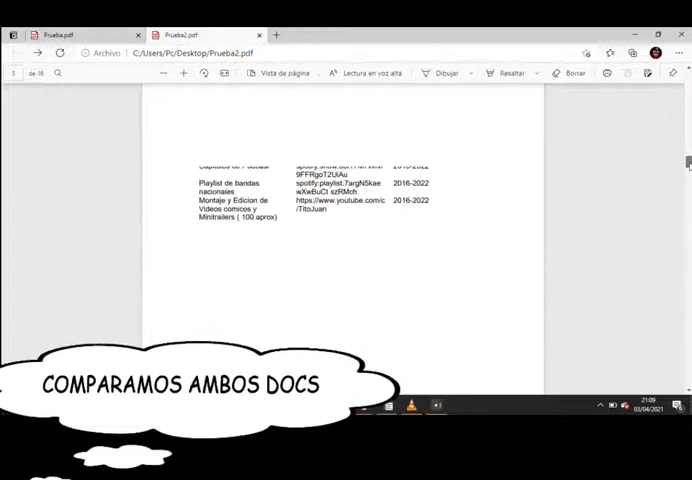 Prueba.pdf
Prueba2.pdf
Archivo C:/Users/Pc/Desktop/Prueba2.pdf
5 de 16 Vista de página Lectura en voz alta Dibujar Resaltar Borrar
9FFRgoT2UiAu
Playlist de bandas nacionales spotify:playlist:7argN5kae wXwBuCt szRMch 2016-2022
Montaje y Edicion de Videos comicos y Minitrailers ( 100 aprox) https://www.youtube.com/c /TitoJuan 2016-2022
COMPARAMOS AMBOS DOCS
21:09
03/04/2021